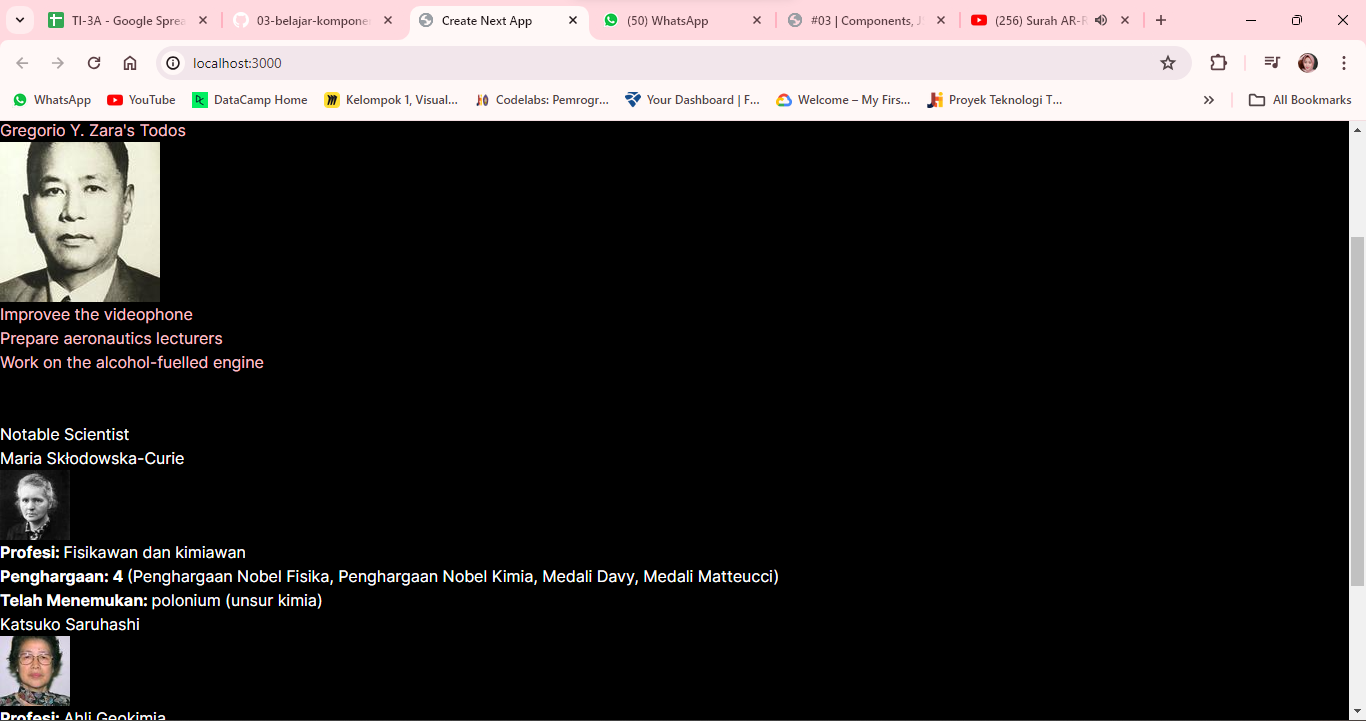 TI-3A - Google Sprea
03-belajar-kompone
Create Next App
(50) WhatsApp
#03 | Components, J
(256) Surah AR-R
localhost:3000
WhatsApp
YouTube
DataCamp Home
Kelompok 1, Visual...
Codelabs: Pemrogr...
Your Dashboard | F...
Welcome – My Firs...
Proyek Teknologi T...
All Bookmarks
Gregorio Y. Zara's Todos
Improvee the videophone
Prepare aeronautics lecturers
Work on the alcohol-fuelled engine
Notable Scientist
Maria Skłodowska-Curie
Profesi: Fisikawan dan kimiawan
Penghargaan: 4 (Penghargaan Nobel Fisika, Penghargaan Nobel Kimia, Medali Davy, Medali Matteucci)
Telah Menemukan: polonium (unsur kimia)
Katsuko Saruhashi
Profesi: Ahli Geokimia